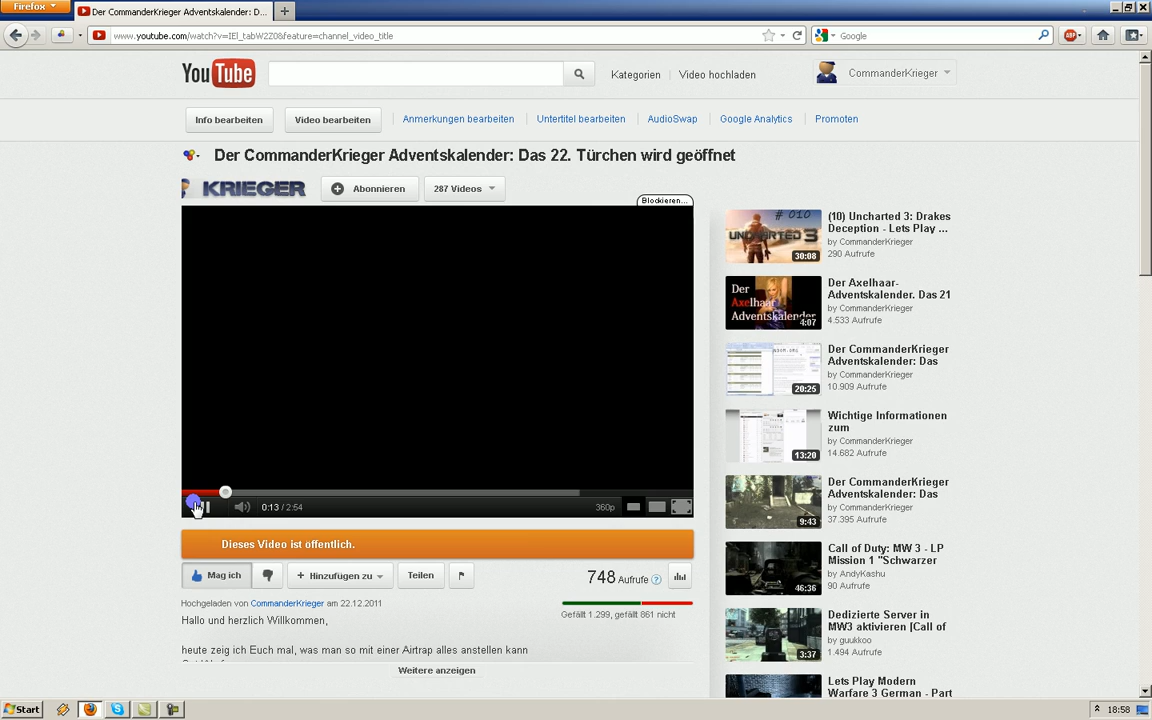 Firefox
Der CommanderKrieger Adventskalender: D...
www.youtube.com/watch?v=IEl_tabW2Z0&feature=channel_video_title
Google
ABP
YouTube
Kategorien
Video hochladen
CommanderKrieger
Info bearbeiten
Video bearbeiten
Anmerkungen bearbeiten
Untertitel bearbeiten
AudioSwap
Google Analytics
Promoten
Der CommanderKrieger Adventskalender: Das 22. Türchen wird geöffnet
KRIEGER
Abonnieren
287 Videos
Blockieren...
0:13 / 2:54
360p
Dieses Video ist öffentlich.
Mag ich
+ Hinzufügen zu
Teilen
748 Aufrufe ?
Hochgeladen von CommanderKrieger am 22.12.2011
Gefällt 1.299, gefällt 861 nicht
Hallo und herzlich Willkommen,
heute zeig ich Euch mal, was man so mit einer Airtrap alles anstellen kann
Weitere anzeigen
# 010
UNCHARTED 3
30:08
(10) Uncharted 3: Drakes
Deception - Lets Play ...
by CommanderKrieger
290 Aufrufe
Der
Axelhaar
Adventskalender
4:07
Der Axelhaar-
Adventskalender. Das 21
by CommanderKrieger
4.533 Aufrufe
20:25
Der CommanderKrieger
Adventskalender: Das
by CommanderKrieger
10.909 Aufrufe
13:20
Wichtige Informationen
zum
by CommanderKrieger
14.682 Aufrufe
9:43
Der CommanderKrieger
Adventskalender: Das
by CommanderKrieger
37.395 Aufrufe
46:36
Call of Duty: MW 3 - LP
Mission 1 "Schwarzer
by AndyKashu
90 Aufrufe
3:37
Dedizierte Server in
MW3 aktivieren [Call of
by guukkoo
1.494 Aufrufe
Lets Play Modern
Warfare 3 German - Part
Start
18:58